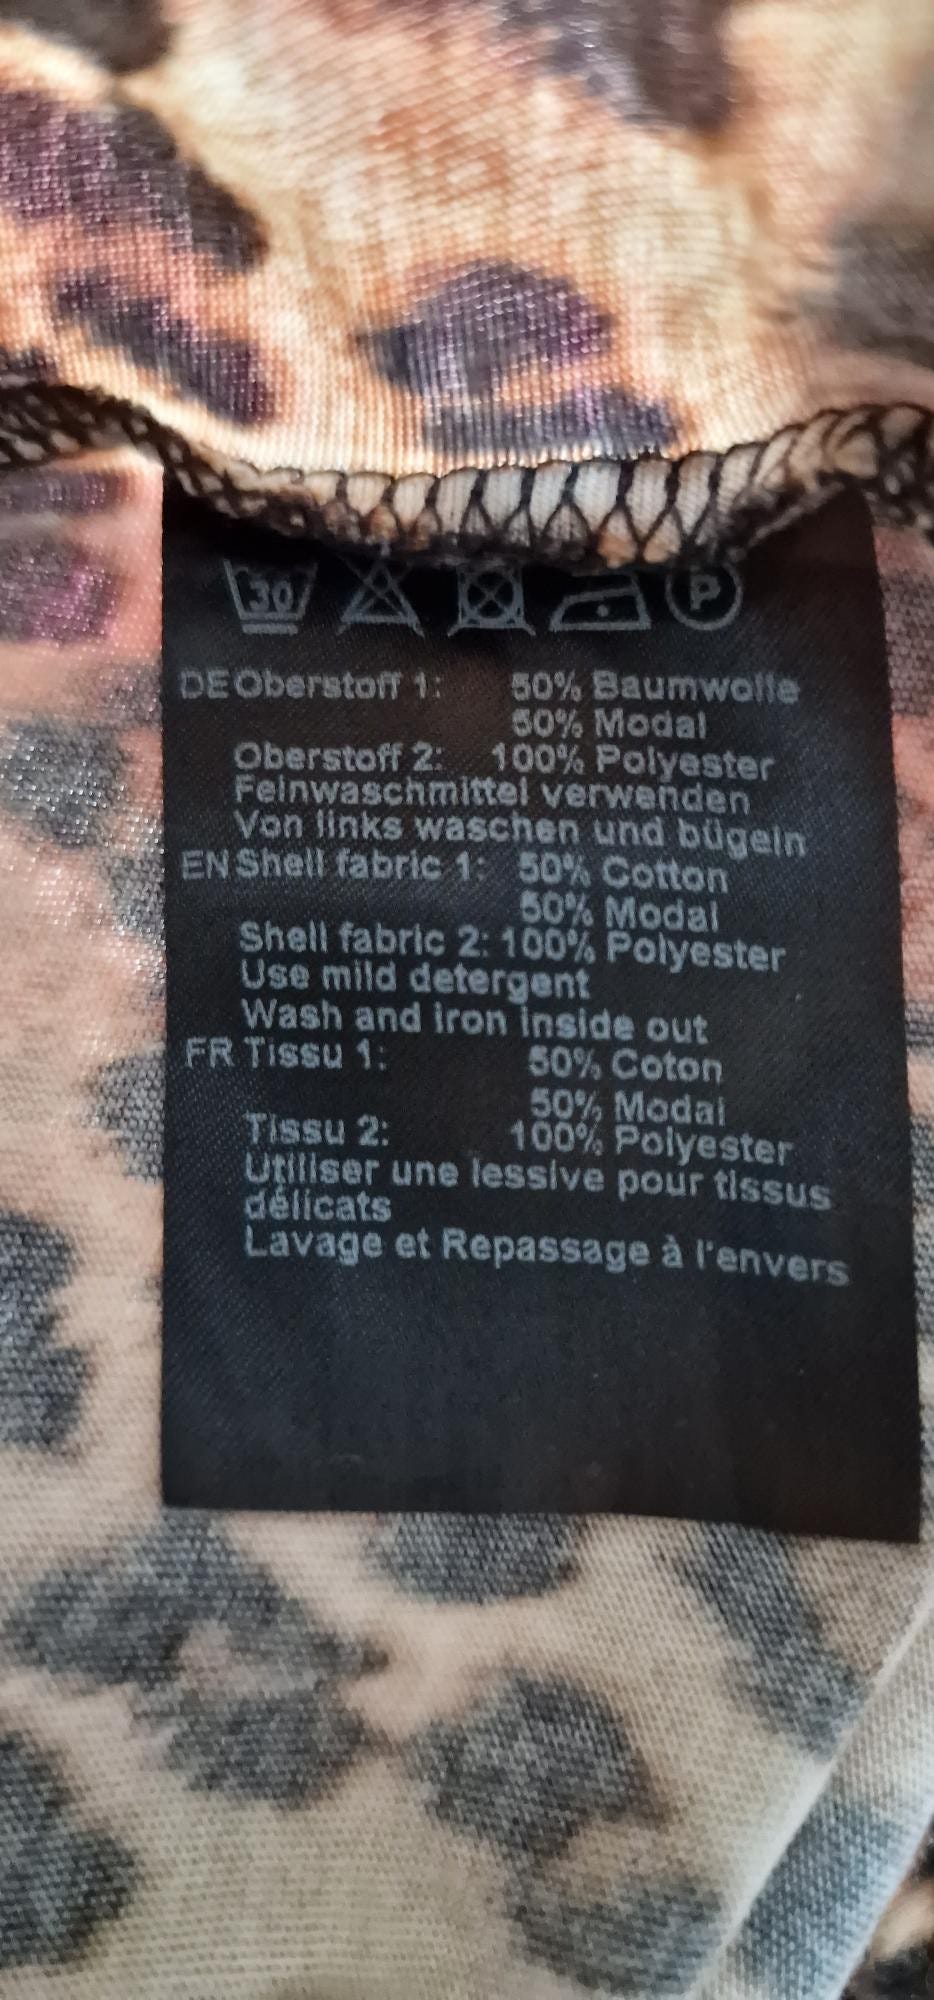 30 P
DE Oberstoff 1: 50% Baumwolle
50% Modal
Oberstoff 2: 100% Polyester
Feinwaschmittel verwenden
Von links waschen und bügeln
EN Shell fabric 1: 50% Cotton
50% Modal
Shell fabric 2: 100% Polyester
Use mild detergent
Wash and iron inside out
FR Tissu 1: 50% Coton
50% Modal
Tissu 2: 100% Polyester
Utiliser une lessive pour tissus
délicats
Lavage et Repassage à l'envers